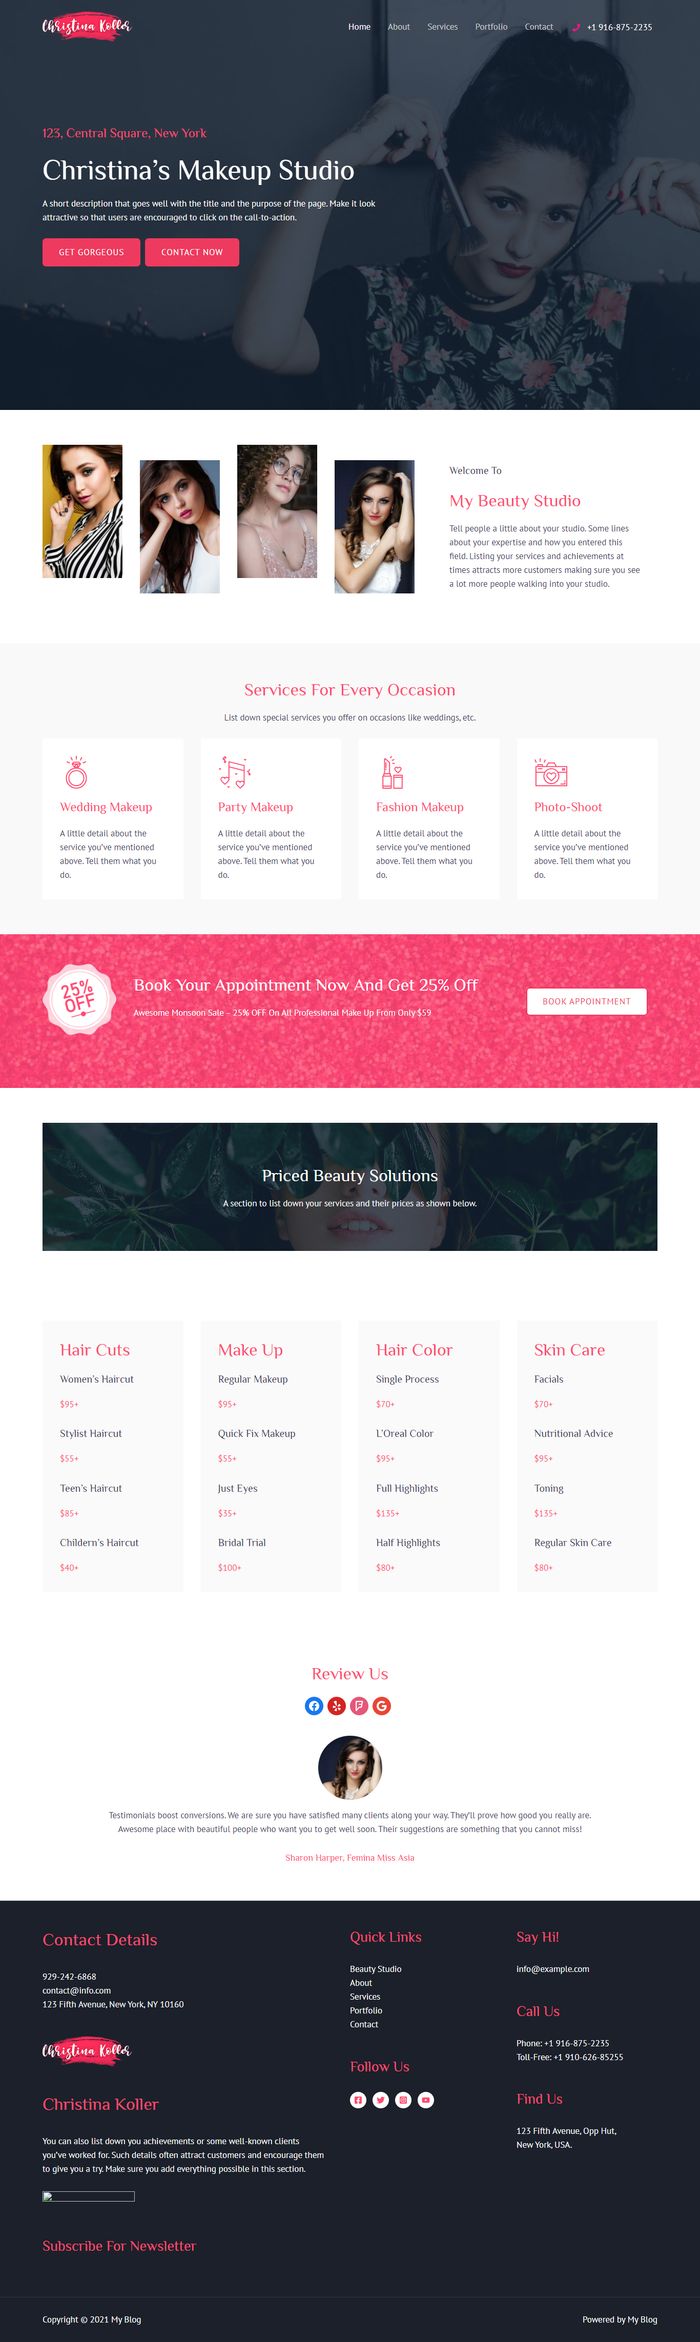 Christina Koller
Home
About
Services
Portfolio
Contact
+1 916-875-2235
123, Central Square, New York
Christina’s Makeup Studio
A short description that goes well with the title and the purpose of the page. Make it look
attractive so that users are encouraged to click on the call-to-action.
GET GORGEOUS
CONTACT NOW
Welcome To
My Beauty Studio
Tell people a little about your studio. Some lines
about your expertise and how you entered this
field. Listing your services and achievements at
times attracts more customers making sure you see
a lot more people walking into your studio.
Services For Every Occasion
List down special services you offer on occasions like weddings, etc.
Wedding Makeup
A little detail about the
service you’ve mentioned
above. Tell them what you
do.
Party Makeup
A little detail about the
service you’ve mentioned
above. Tell them what you
do.
Fashion Makeup
A little detail about the
service you’ve mentioned
above. Tell them what you
do.
Photo-Shoot
A little detail about the
service you’ve mentioned
above. Tell them what you
do.
25%
OFF
Book Your Appointment Now And Get 25% Off
Awesome Monsoon Sale – 25% OFF On All Professional Make Up From Only $59
BOOK APPOINTMENT
Priced Beauty Solutions
A section to list down your services and their prices as shown below.
Hair Cuts
Women’s Haircut
$95+
Stylist Haircut
$55+
Teen’s Haircut
$85+
Childern’s Haircut
$40+
Make Up
Regular Makeup
$95+
Quick Fix Makeup
$55+
Just Eyes
$35+
Bridal Trial
$100+
Hair Color
Single Process
$70+
L’Oreal Color
$95+
Full Highlights
$135+
Half Highlights
$80+
Skin Care
Facials
$70+
Nutritional Advice
$95+
Toning
$135+
Regular Skin Care
$80+
Review Us
Testimonials boost conversions. We are sure you have satisfied many clients along your way. They’ll prove how good you really are.
Awesome place with beautiful people who want you to get well soon. Their suggestions are something that you cannot miss!
Sharon Harper, Femina Miss Asia
Contact Details
929-242-6868
contact@info.com
123 Fifth Avenue, New York, NY 10160
Christina Koller
Christina Koller
You can also list down you achievements or some well-known clients
you’ve worked for. Such details often attract customers and encourage them
to give you a try. Make sure you add everything possible in this section.
Subscribe For Newsletter
Quick Links
Beauty Studio
About
Services
Portfolio
Contact
Follow Us
Say Hi!
info@example.com
Call Us
Phone: +1 916-875-2235
Toll-Free: +1 910-626-85255
Find Us
123 Fifth Avenue, Opp Hut,
New York, USA.
Copyright © 2021 My Blog
Powered by My Blog